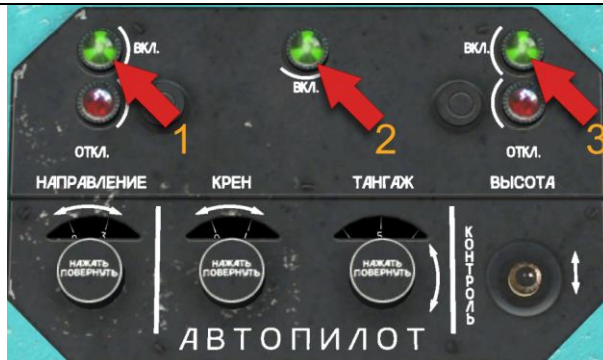 ВКЛ.
ВКЛ.
ВКЛ.
1
2
3
ОТКЛ.
ОТКЛ.
НАПРАВЛЕНИЕ КРЕН ТАНГАЖ ВЫСОТА
НАЖАТЬ
ПОВЕРНУТЬ
НАЖАТЬ
ПОВЕРНУТЬ
5
НАЖАТЬ
ПОВЕРНУТЬ
КОНТРОЛЬ
АВТОПИЛОТ